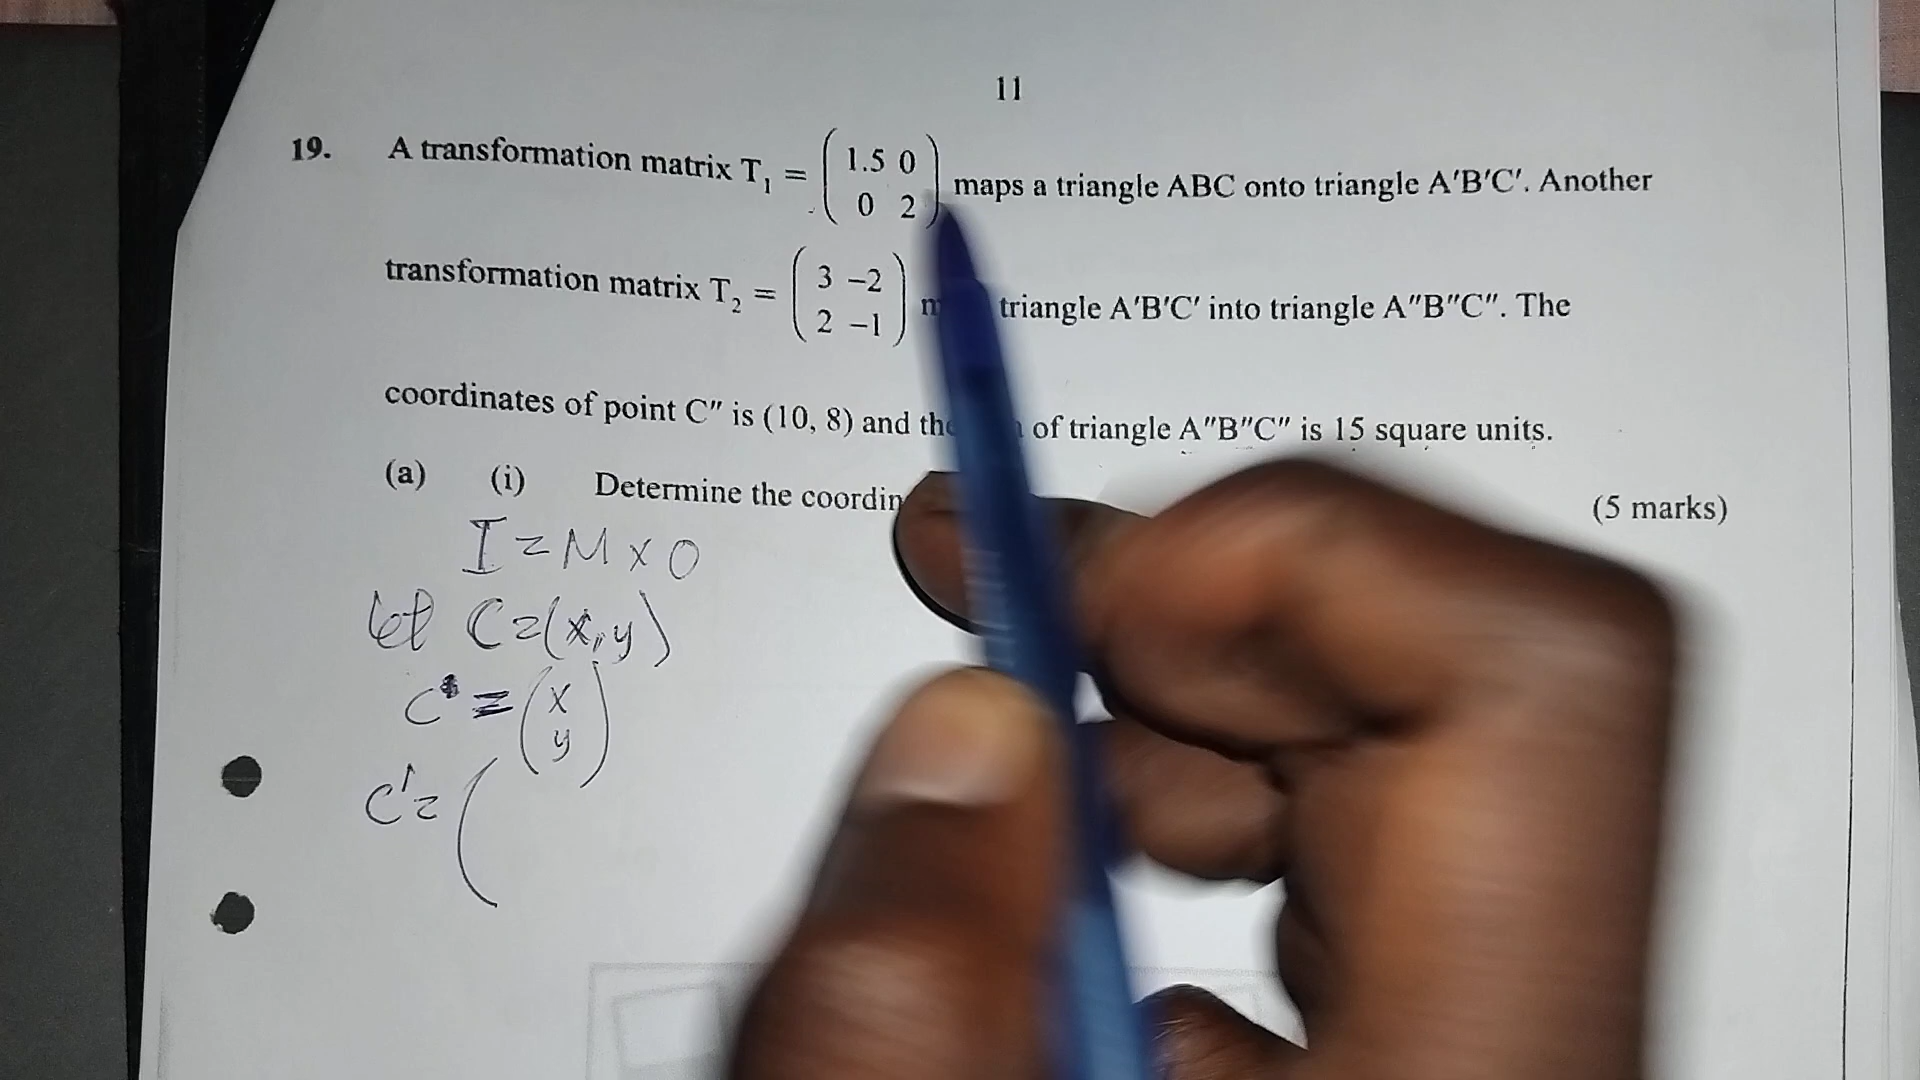 11
19. A transformation matrix T₁ = ( 1.5 0 ) maps a triangle ABC onto triangle A′B′C′. Another
( 0 2 )
transformation matrix T₂ = ( 3 −2 ) triangle A′B′C′ into triangle A″B″C″. The
( 2 −1 )
coordinates of point C″ is (10, 8) and of triangle A″B″C″ is 15 square units.
(a) (i) Determine the (5 marks)
I = M x O
let C = (x, y)
C = ( x )
( y )
C' = (